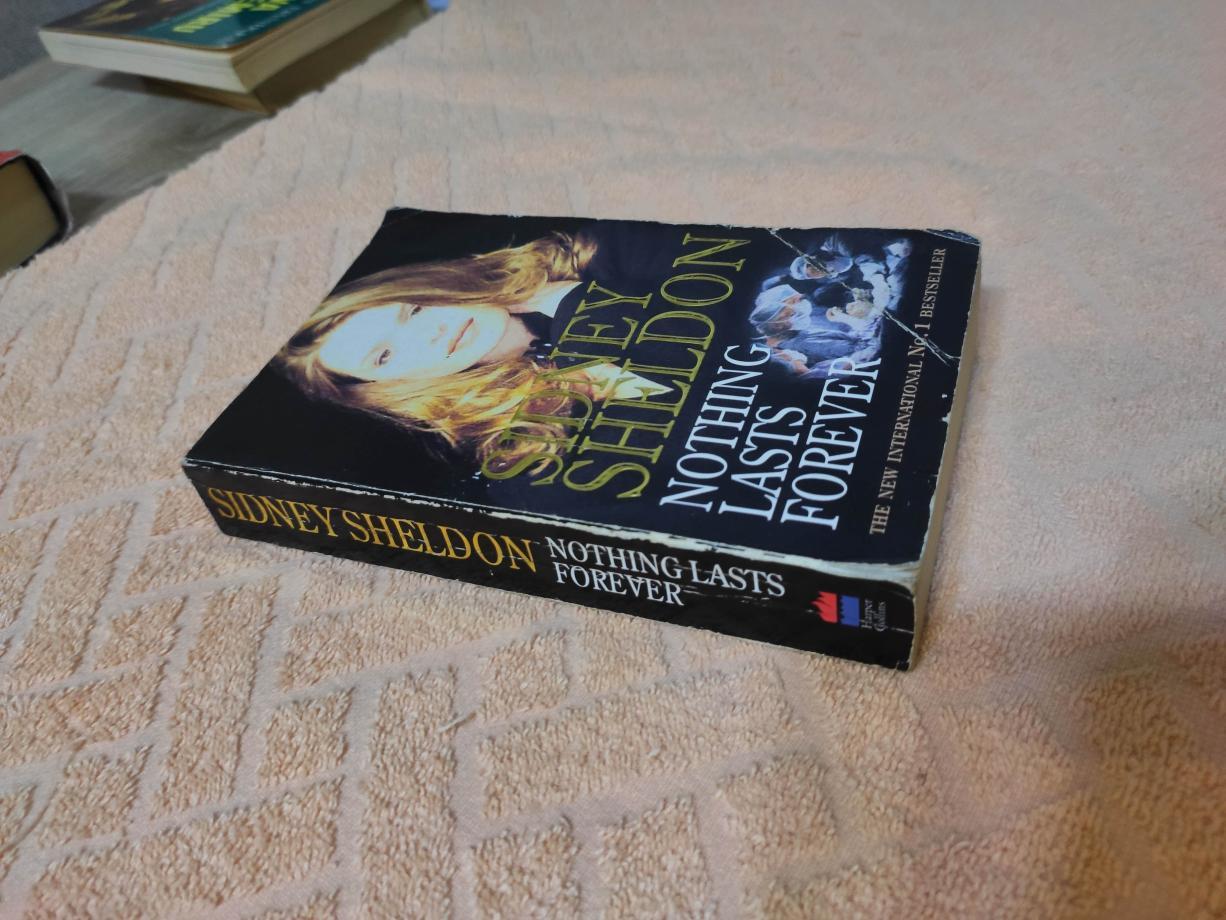 SIDNEY
SHELDON
NOTHING
LASTS
FOREVER
THE NEW INTERNATIONAL No.1 BESTSELLER
SIDNEY SHELDON
NOTHING LASTS
FOREVER
Harper
Collins